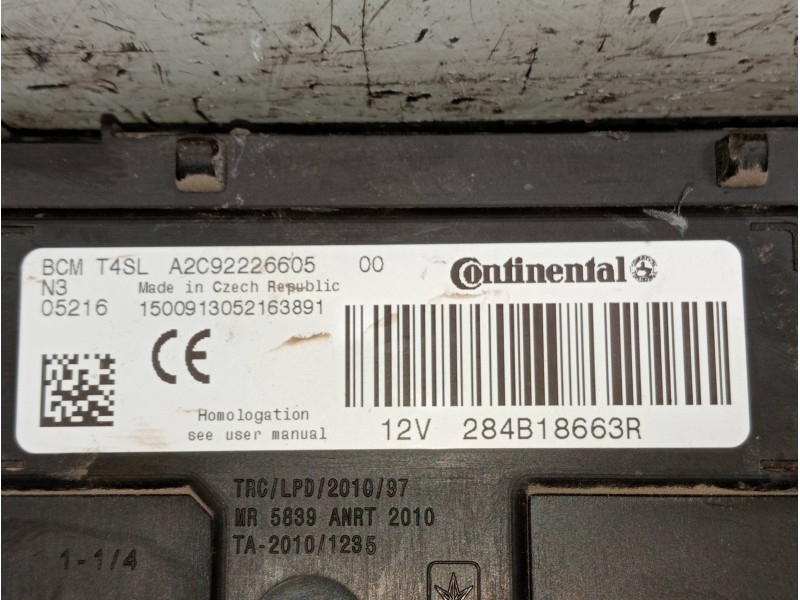 BCM T4SL A2C92226605 00
N3 Made in Czech Republic
05216 1500913052163891
Continental
CE
Homologation
see user manual
12V 284B18663R
TRC/LPD/2010/97
MR 5839 ANRT 2010
TA-2010/1235
1-1/4